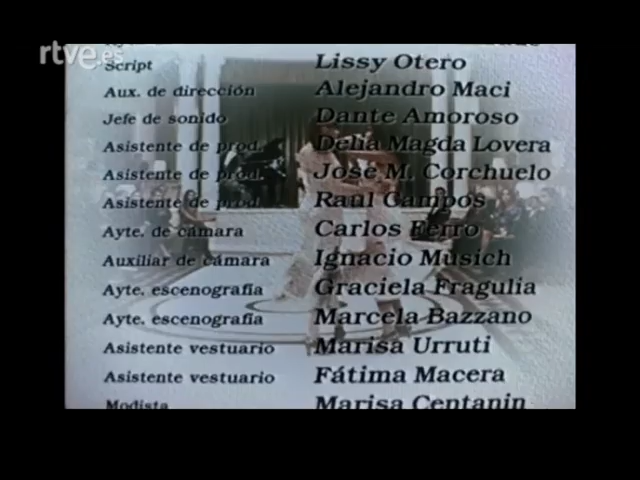 rtve.es
Script Lissy Otero
Aux. de dirección Alejandro Maci
Jefe de sonido Dante Amoroso
Asistente de prod. Delia Magda Lovera
Asistente de prod. José M. Corchuelo
Asistente de prod. Raúl Campos
Ayte. de cámara Carlos Ferro
Auxiliar de cámara Ignacio Musich
Ayte. escenografía Graciela Fragulia
Ayte. escenografía Marcela Bazzano
Asistente vestuario Marisa Urruti
Asistente vestuario Fátima Macera
Modista Marisa Centanin